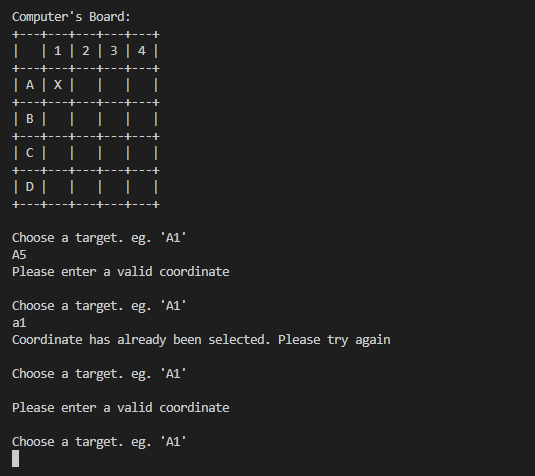 Computer's Board:
+---+---+---+---+---+
|   | 1 | 2 | 3 | 4 |
+---+---+---+---+---+
| A | X |   |   |   |
+---+---+---+---+---+
| B |   |   |   |   |
+---+---+---+---+---+
| C |   |   |   |   |
+---+---+---+---+---+
| D |   |   |   |   |
+---+---+---+---+---+
Choose a target. eg. 'A1'
A5
Please enter a valid coordinate
Choose a target. eg. 'A1'
a1
Coordinate has already been selected. Please try again
Choose a target. eg. 'A1'
Please enter a valid coordinate
Choose a target. eg. 'A1'